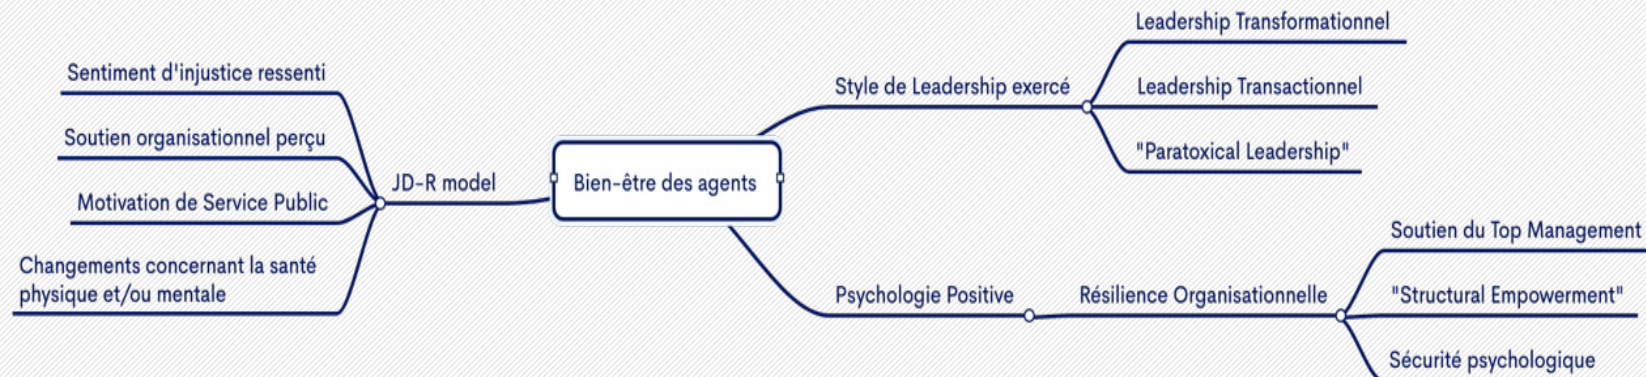 Leadership Transformationnel
Sentiment d'injustice ressenti
Style de Leadership exercé
Leadership Transactionnel
Soutien organisationnel perçu
"Paratoxical Leadership"
JD-R model
Bien-être des agents
Motivation de Service Public
Soutien du Top Management
Changements concernant la santé
physique et/ou mentale
Psychologie Positive
Résilience Organisationnelle
"Structural Empowerment"
Sécurité psychologique